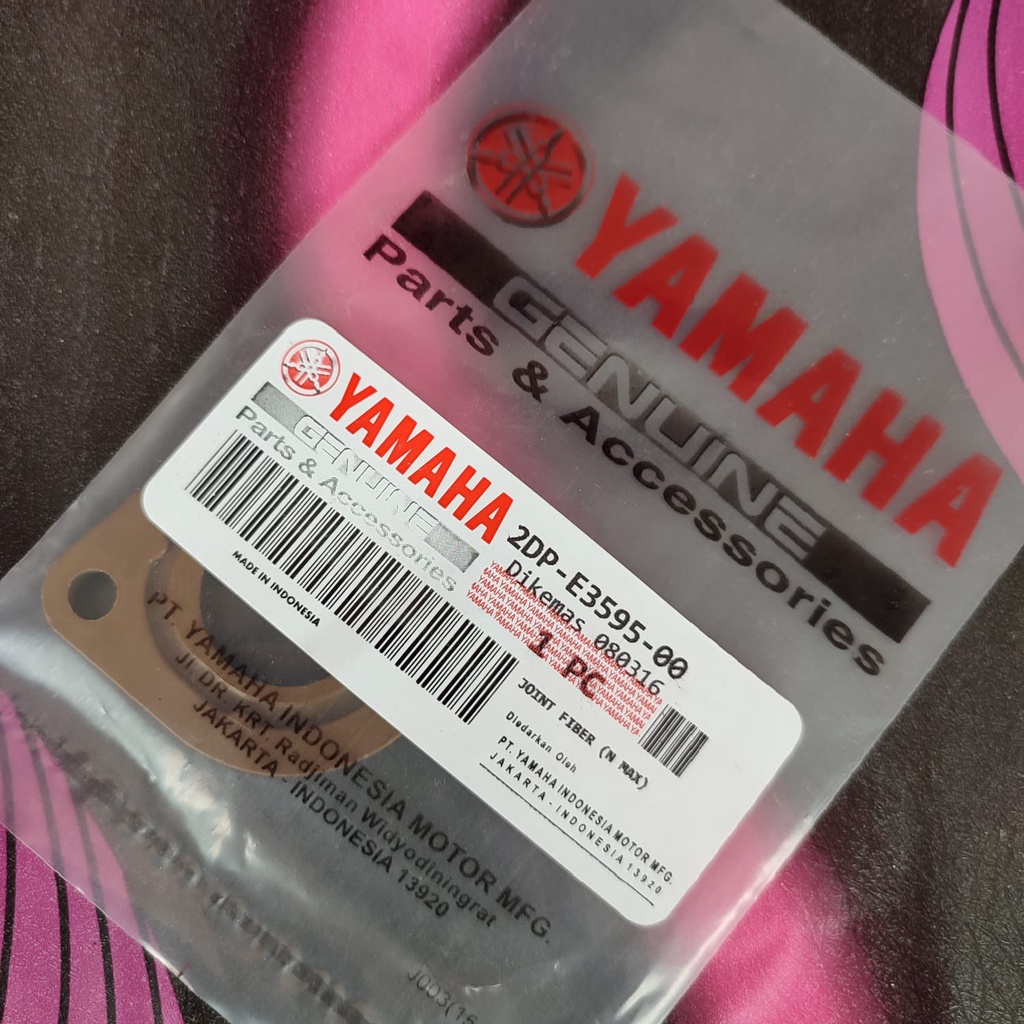 YAMAHA
GENUINE
Parts & Accessories
YAMAHA
GENUINE
Parts & Accessories
2DP-E3595-00
Dikemas 080316
1 PC
MADE IN INDONESIA
JOINT FIBER (N MAX)
Diedarkan Oleh
PT. YAMAHA INDONESIA MOTOR MFG.
JAKARTA - INDONESIA 13920
PT. YAMAHA INDONESIA MOTOR MFG.
Jl. DR. KRT. Radjiman Widyodiningrat
JAKARTA - INDONESIA 13920